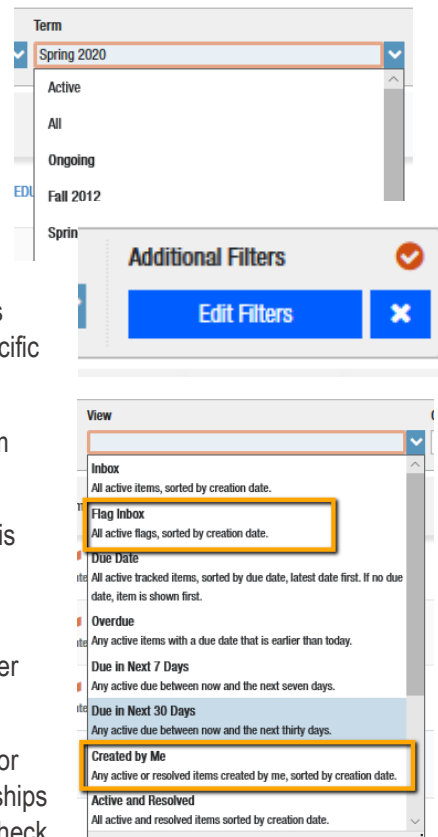 Term
Spring 2020
Active
All
Ongoing
Fall 2012
Additional Filters
Edit Filters
View
Inbox
All active items, sorted by creation date.
Flag Inbox
All active flags, sorted by creation date.
Due Date
All active tracked items, sorted by due date, latest date first. If no due
date, item is shown first.
Overdue
Any active items with a due date that is earlier than today.
Due in Next 7 Days
Any active due between now and the next seven days.
Due in Next 30 Days
Any active due between now and the next thirty days.
Created by Me
Any active or resolved items created by me, sorted by creation date.
Active and Resolved
All active and resolved items sorted by creation date.